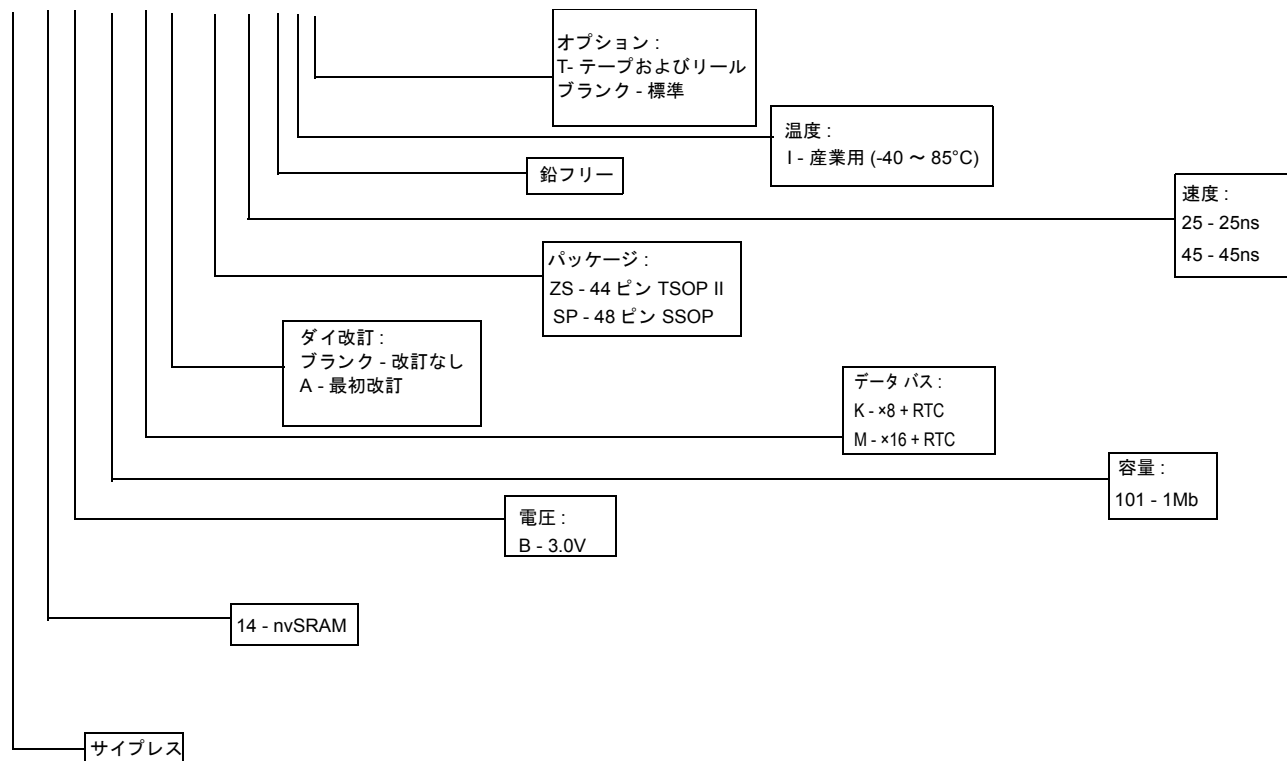 オプション :
T- テープおよびリール
ブランク - 標準
温度 :
I - 産業用 (-40 ～ 85°C)
鉛フリー
速度 :
25 - 25ns
45 - 45ns
パッケージ :
ZS - 44 ピン TSOP II
SP - 48 ピン SSOP
ダイ改訂 :
ブランク - 改訂なし
A - 最初改訂
データ バス :
K - ×8 + RTC
M - ×16 + RTC
容量 :
101 - 1Mb
電圧 :
B - 3.0V
14 - nvSRAM
サイプレス